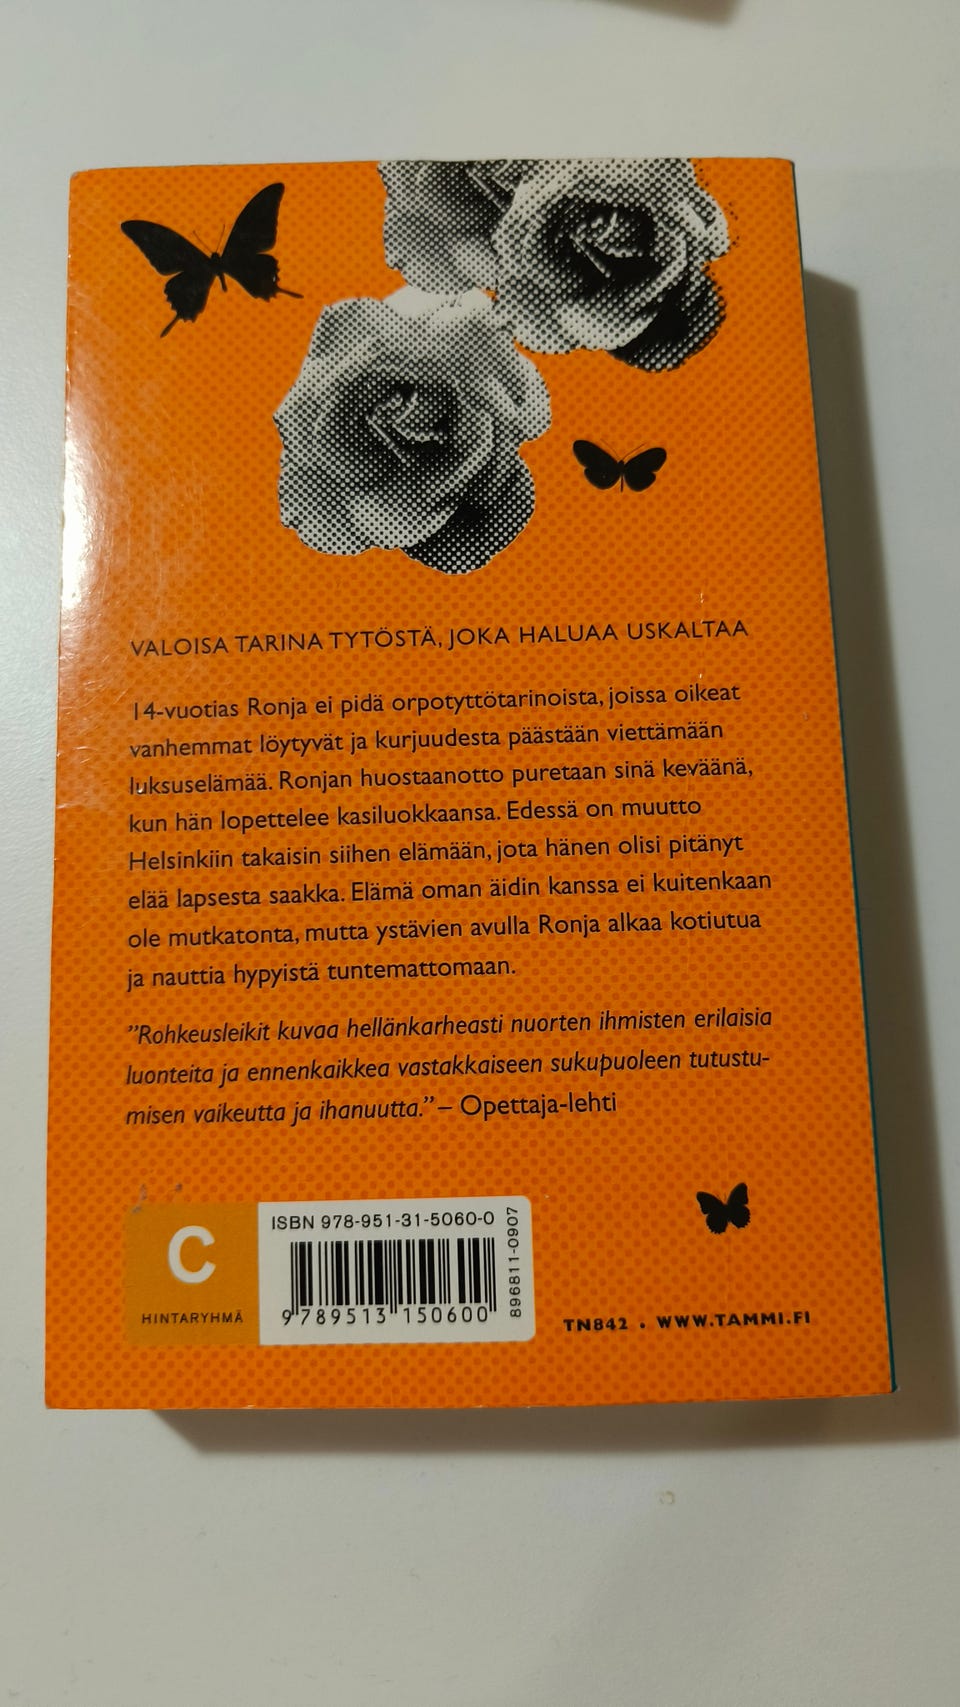 VALOISA TARINA TYTÖSTÄ, JOKA HALUAA USKALTAA
14-vuotias Ronja ei pidä orpotyttötarinoista, joissa oikeat
vanhemmat löytyvät ja kurjuudesta päästään viettämään
luksuselämää. Ronjan huostaanotto puretaan sinä keväänä,
kun hän lopettelee kasiluokkaansa. Edessä on muutto
Helsinkiin takaisin siihen elämään, jota hänen olisi pitänyt
elää lapsesta saakka. Elämä oman äidin kanssa ei kuitenkaan
ole mutkatonta, mutta ystävien avulla Ronja alkaa kotiutua
ja nauttia hypyistä tuntemattomaan.
”Rohkeusleikit kuvaa hellänkarheasti nuorten ihmisten erilaisia
luonteita ja ennenkaikkea vastakkaiseen sukupuoleen tutustu-
misen vaikeutta ja ihanuutta.” – Opettaja-lehti
C
HINTARYHMÄ
ISBN 978-951-31-5060-0
9 789513 150600
896811-0907
TN842 . WWW.TAMMI.FI